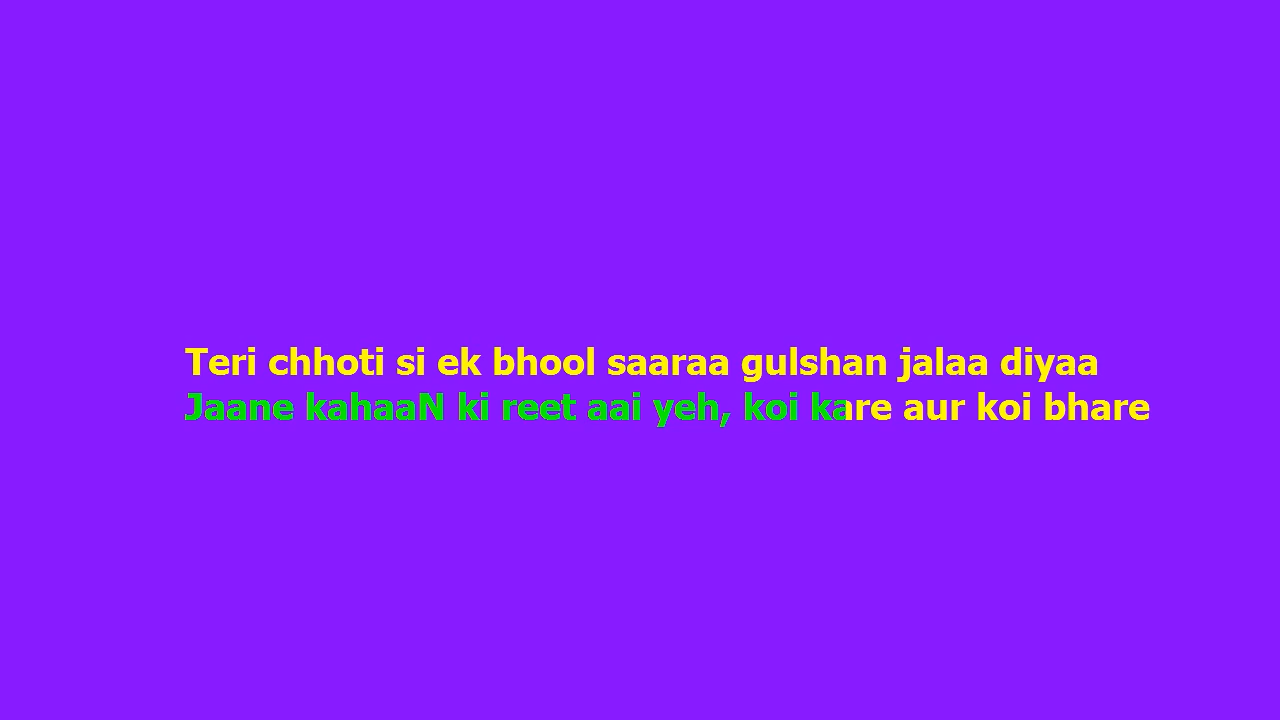 Teri chhoti si ek bhool saaraa gulshan jalaa diyaa
Jaane kahaaN ki reet aai yeh, koi kare aur koi bhare